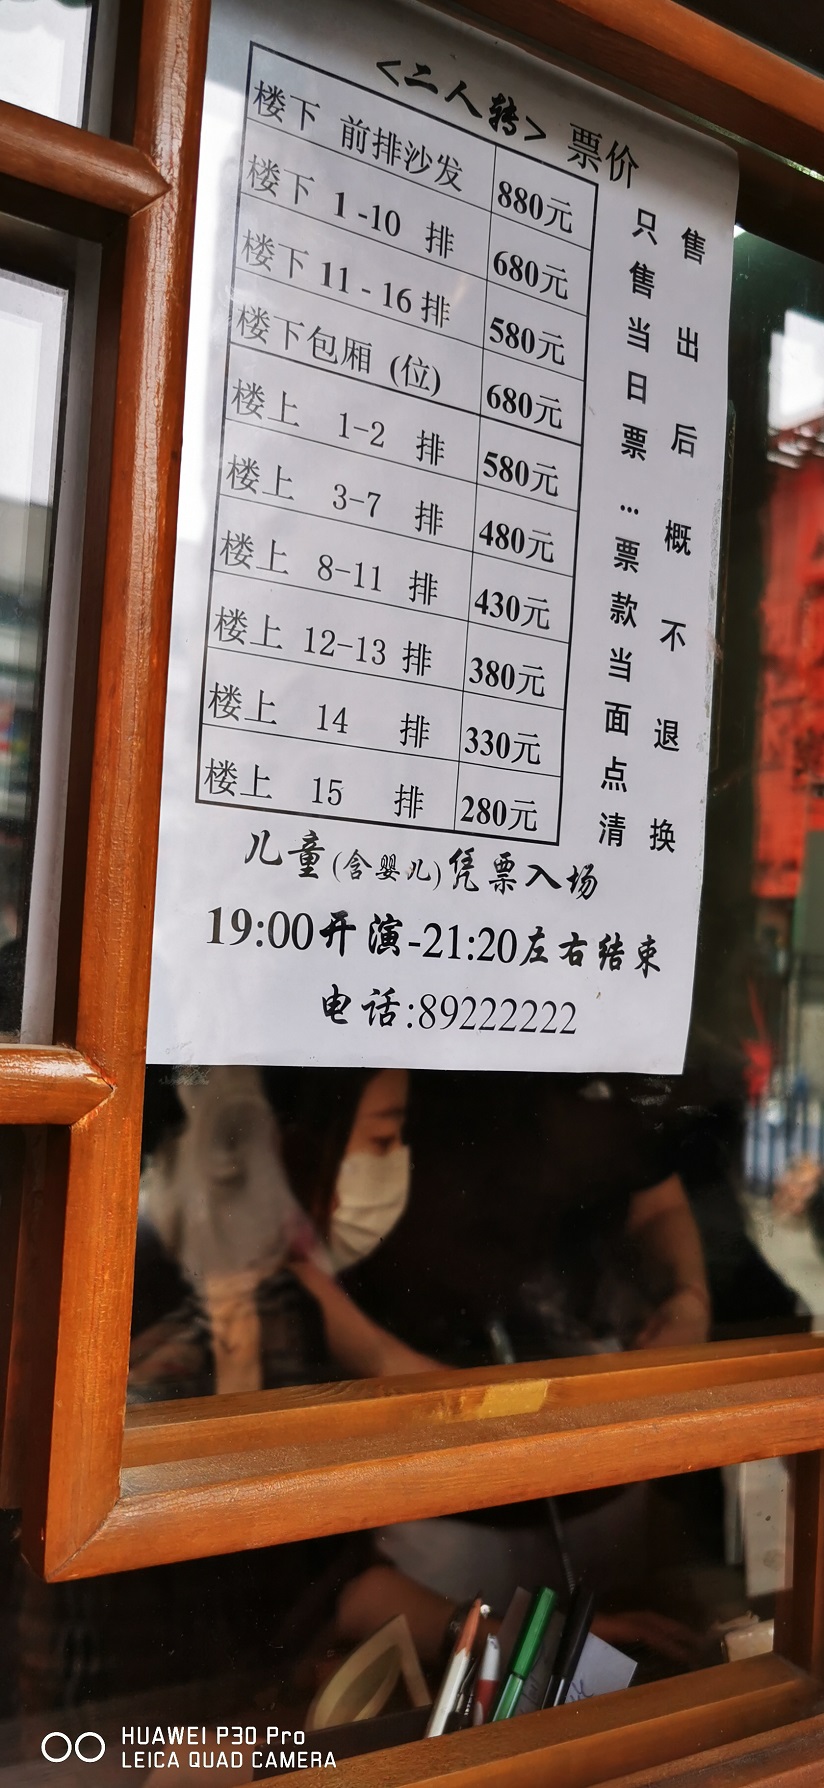 <二人转> 票价
楼下 前排沙发 880元
楼下 1-10 排 680元
楼下 11-16 排 580元
楼下包厢 (位) 680元
楼上 1-2 排 580元
楼上 3-7 排 480元
楼上 8-11 排 430元
楼上 12-13 排 380元
楼上 14 排 330元
楼上 15 排 280元
只售当日票...票款当面点清
售出后概不退换
儿童(含婴儿)凭票入场
19:00开演-21:20左右结束
电话:89222222
HUAWEI P30 Pro
LEICA QUAD CAMERA